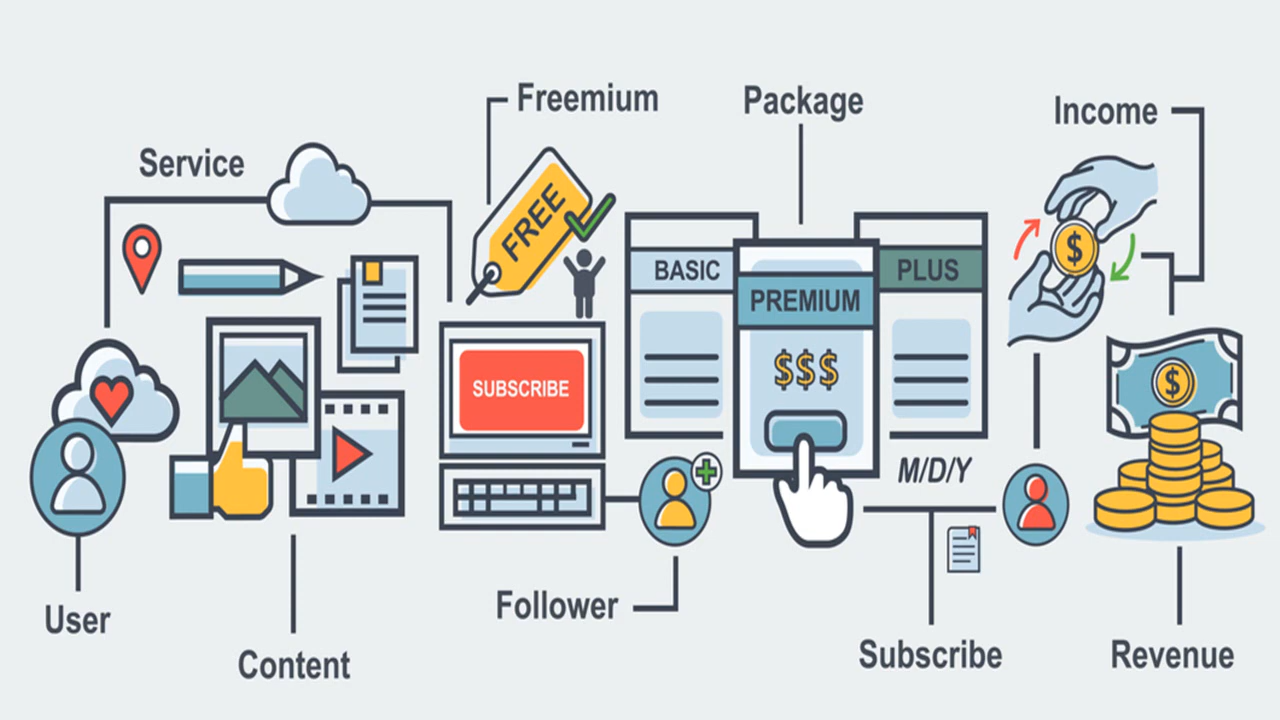 Freemium
Package
Income
Service
FREE
$
BASIC
PREMIUM
PLUS
$$$
SUBSCRIBE
$
M/D/Y
User
Content
Follower
Subscribe
Revenue